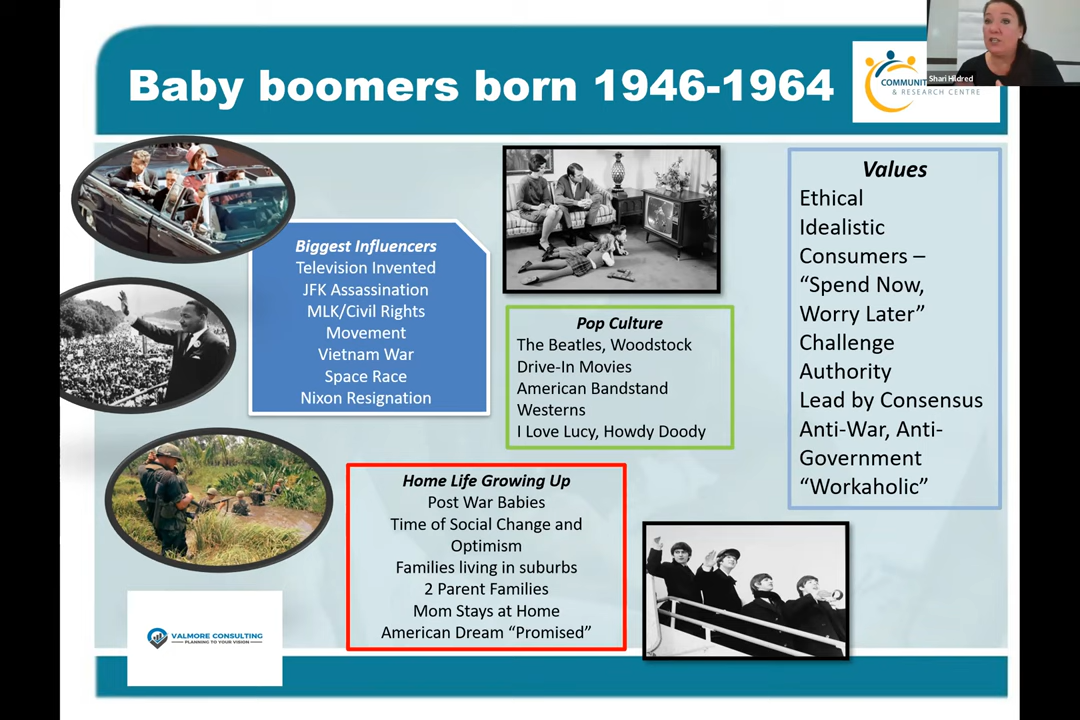 Baby boomers born 1946-1964
COMMUNIT
& RESEARCH CENTRE
Shari Hildred
Biggest Influencers
Television Invented
JFK Assassination
MLK/Civil Rights
Movement
Vietnam War
Space Race
Nixon Resignation
Pop Culture
The Beatles, Woodstock
Drive-In Movies
American Bandstand
Westerns
I Love Lucy, Howdy Doody
Values
Ethical
Idealistic
Consumers –
“Spend Now,
Worry Later”
Challenge
Authority
Lead by Consensus
Anti-War, Anti-
Government
“Workaholic”
Home Life Growing Up
Post War Babies
Time of Social Change and
Optimism
Families living in suburbs
2 Parent Families
Mom Stays at Home
American Dream “Promised”
VALMORE CONSULTING
PLANNING TO YOUR VISION